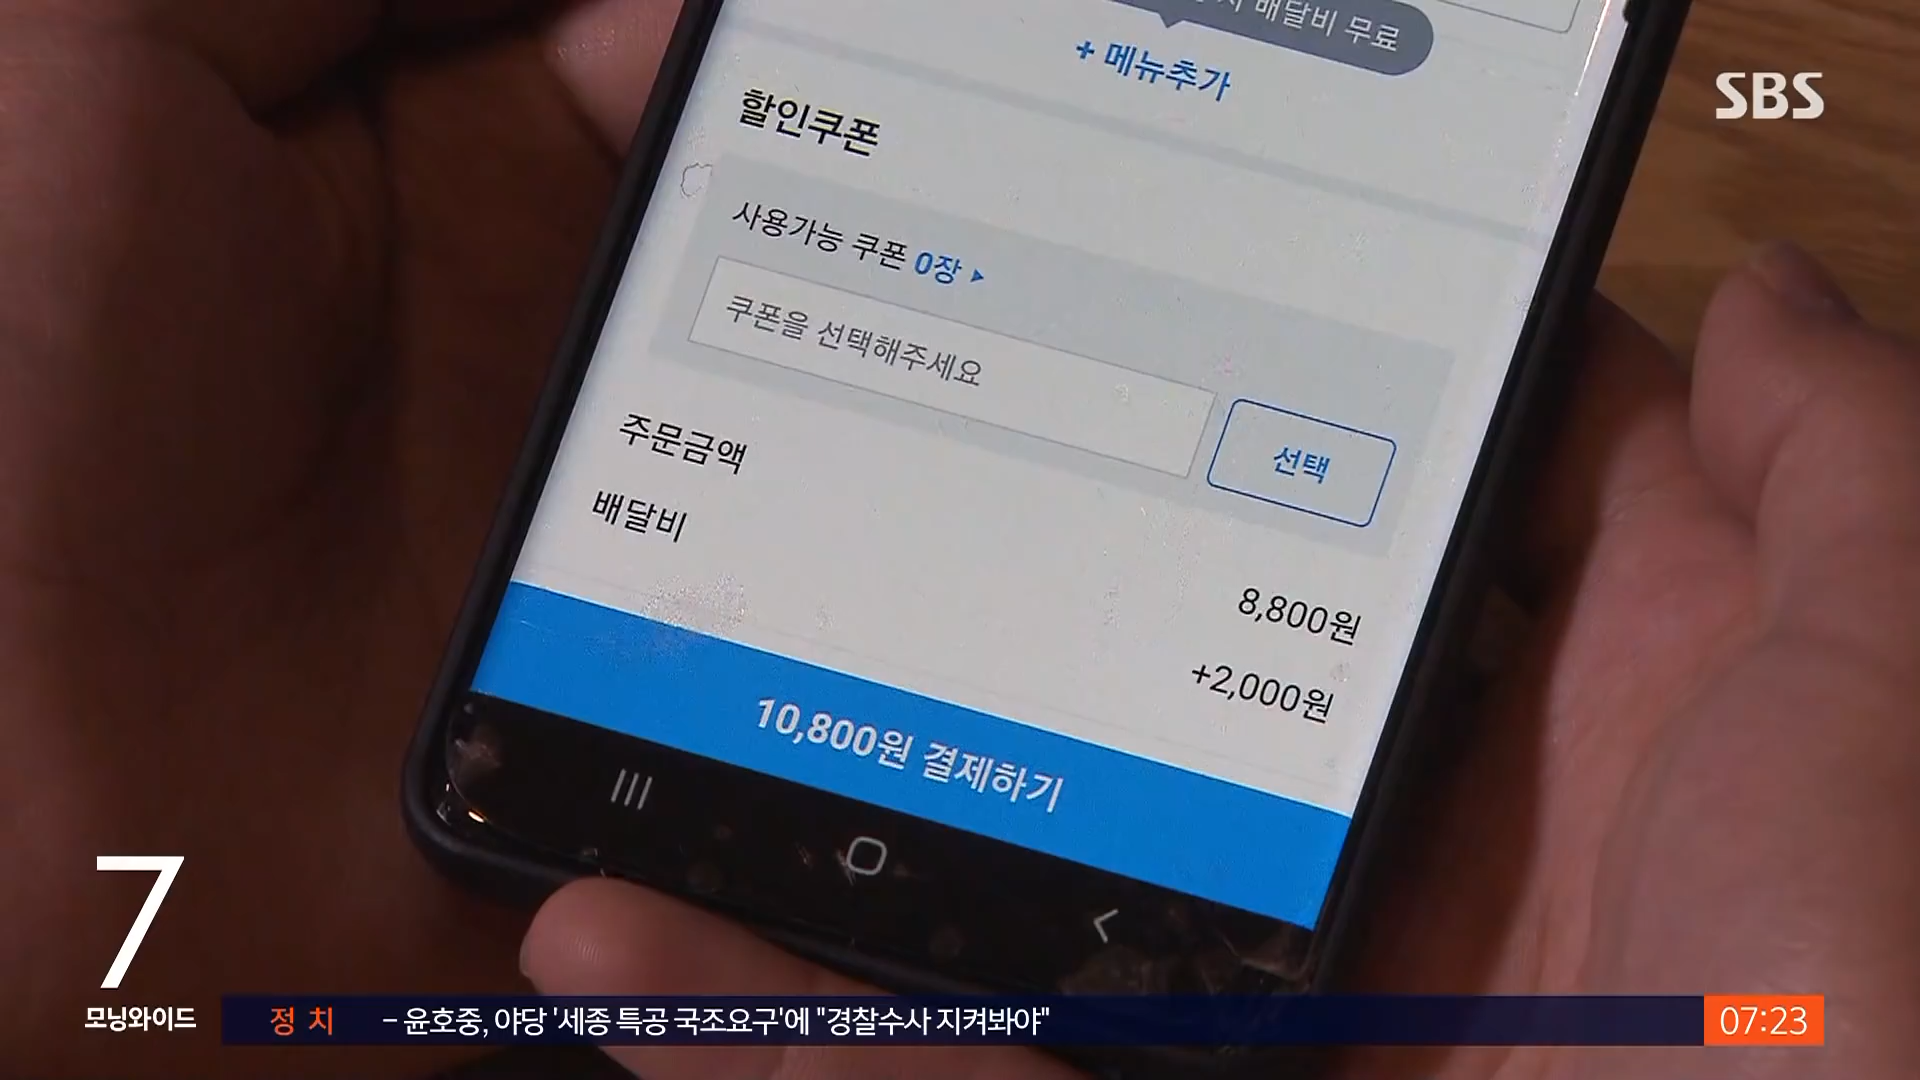 배달비 무료
+ 메뉴추가
SBS
할인쿠폰
사용가능 쿠폰 0장 ▸
쿠폰을 선택해주세요
선택
주문금액
8,800원
배달비
+2,000원
10,800원 결제하기
7
모닝와이드
정치
– 윤호중, 야당 '세종 특공 국조요구'에 "경찰수사 지켜봐야"
07:23